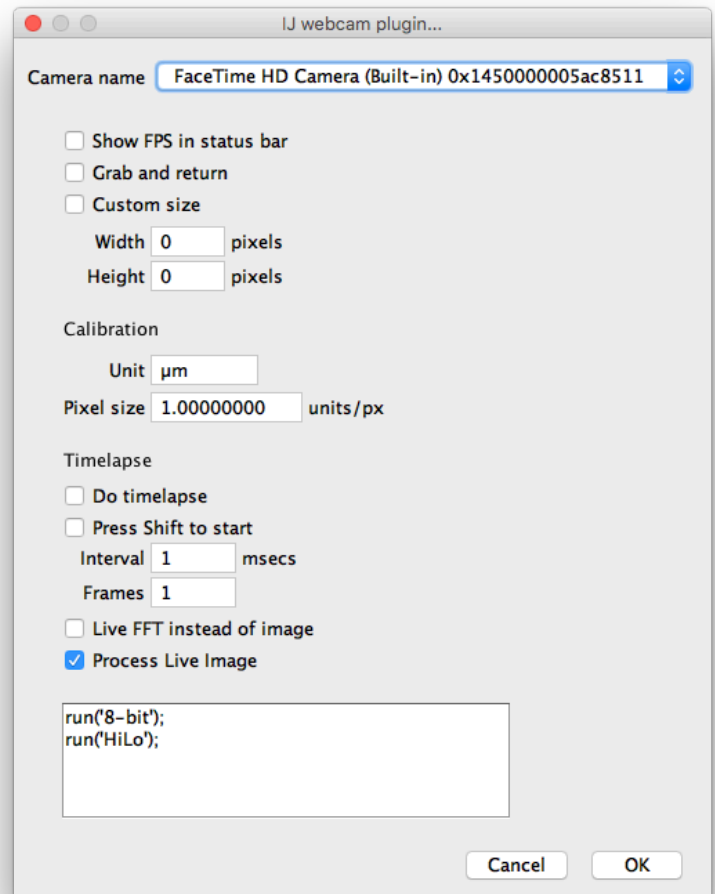 IJ webcam plugin...
Camera name FaceTime HD Camera (Built-in) 0x1450000005ac8511
Show FPS in status bar
Grab and return
Custom size
Width 0 pixels
Height 0 pixels
Calibration
Unit µm
Pixel size 1.00000000 units/px
Timelapse
Do timelapse
Press Shift to start
Interval 1 msecs
Frames 1
Live FFT instead of image
Process Live Image
run('8-bit');
run('HiLo');
Cancel OK